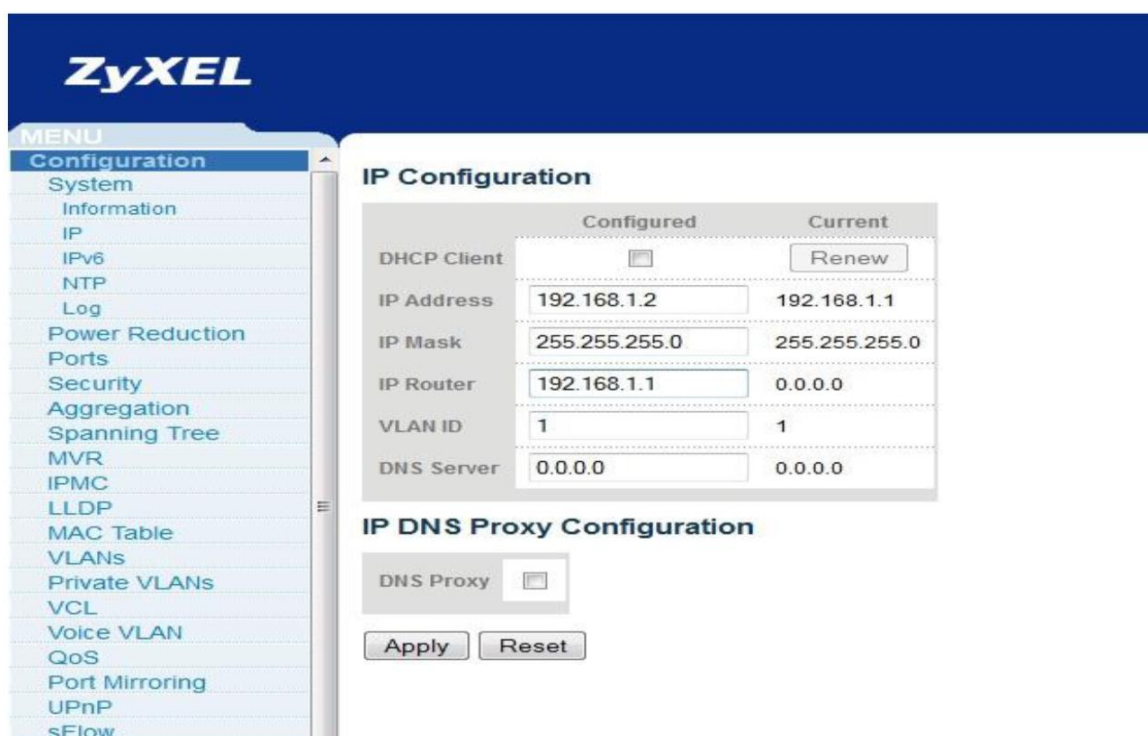 ZyXEL
MENU
Configuration
System
Information
IP
IPv6
NTP
Log
Power Reduction
Ports
Security
Aggregation
Spanning Tree
MVR
IPMC
LLDP
MAC Table
VLANs
Private VLANs
VCL
Voice VLAN
QoS
Port Mirroring
UPnP
sFlow
IP Configuration
Configured Current
DHCP Client Renew
IP Address 192.168.1.2 192.168.1.1
IP Mask 255.255.255.0 255.255.255.0
IP Router 192.168.1.1 0.0.0.0
VLAN ID 1 1
DNS Server 0.0.0.0 0.0.0.0
IP DNS Proxy Configuration
DNS Proxy
Apply Reset